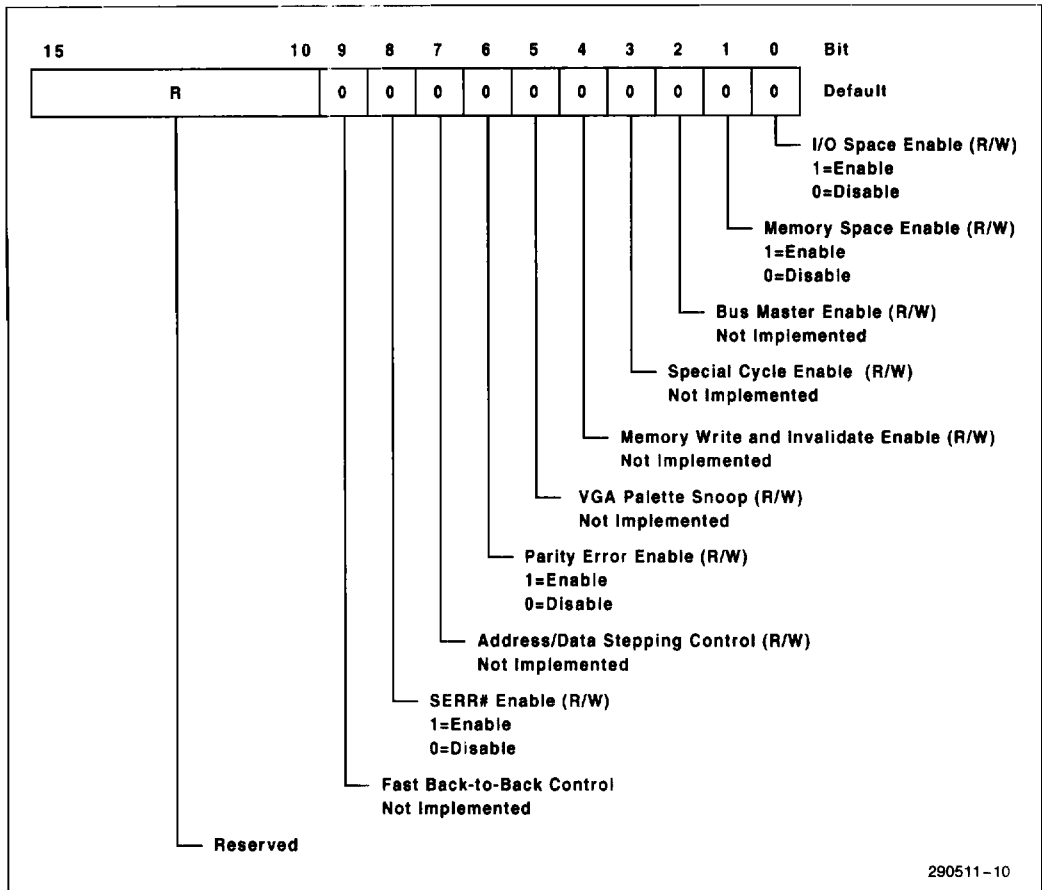 15 10 9 8 7 6 5 4 3 2 1 0 Bit
R 0 0 0 0 0 0 0 0 0 0 Default
I/O Space Enable (R/W)
1=Enable
0=Disable
Memory Space Enable (R/W)
1=Enable
0=Disable
Bus Master Enable (R/W)
Not Implemented
Special Cycle Enable (R/W)
Not Implemented
Memory Write and Invalidate Enable (R/W)
Not Implemented
VGA Palette Snoop (R/W)
Not Implemented
Parity Error Enable (R/W)
1=Enable
0=Disable
Address/Data Stepping Control (R/W)
Not Implemented
SERR# Enable (R/W)
1=Enable
0=Disable
Fast Back-to-Back Control
Not Implemented
Reserved
290511-10